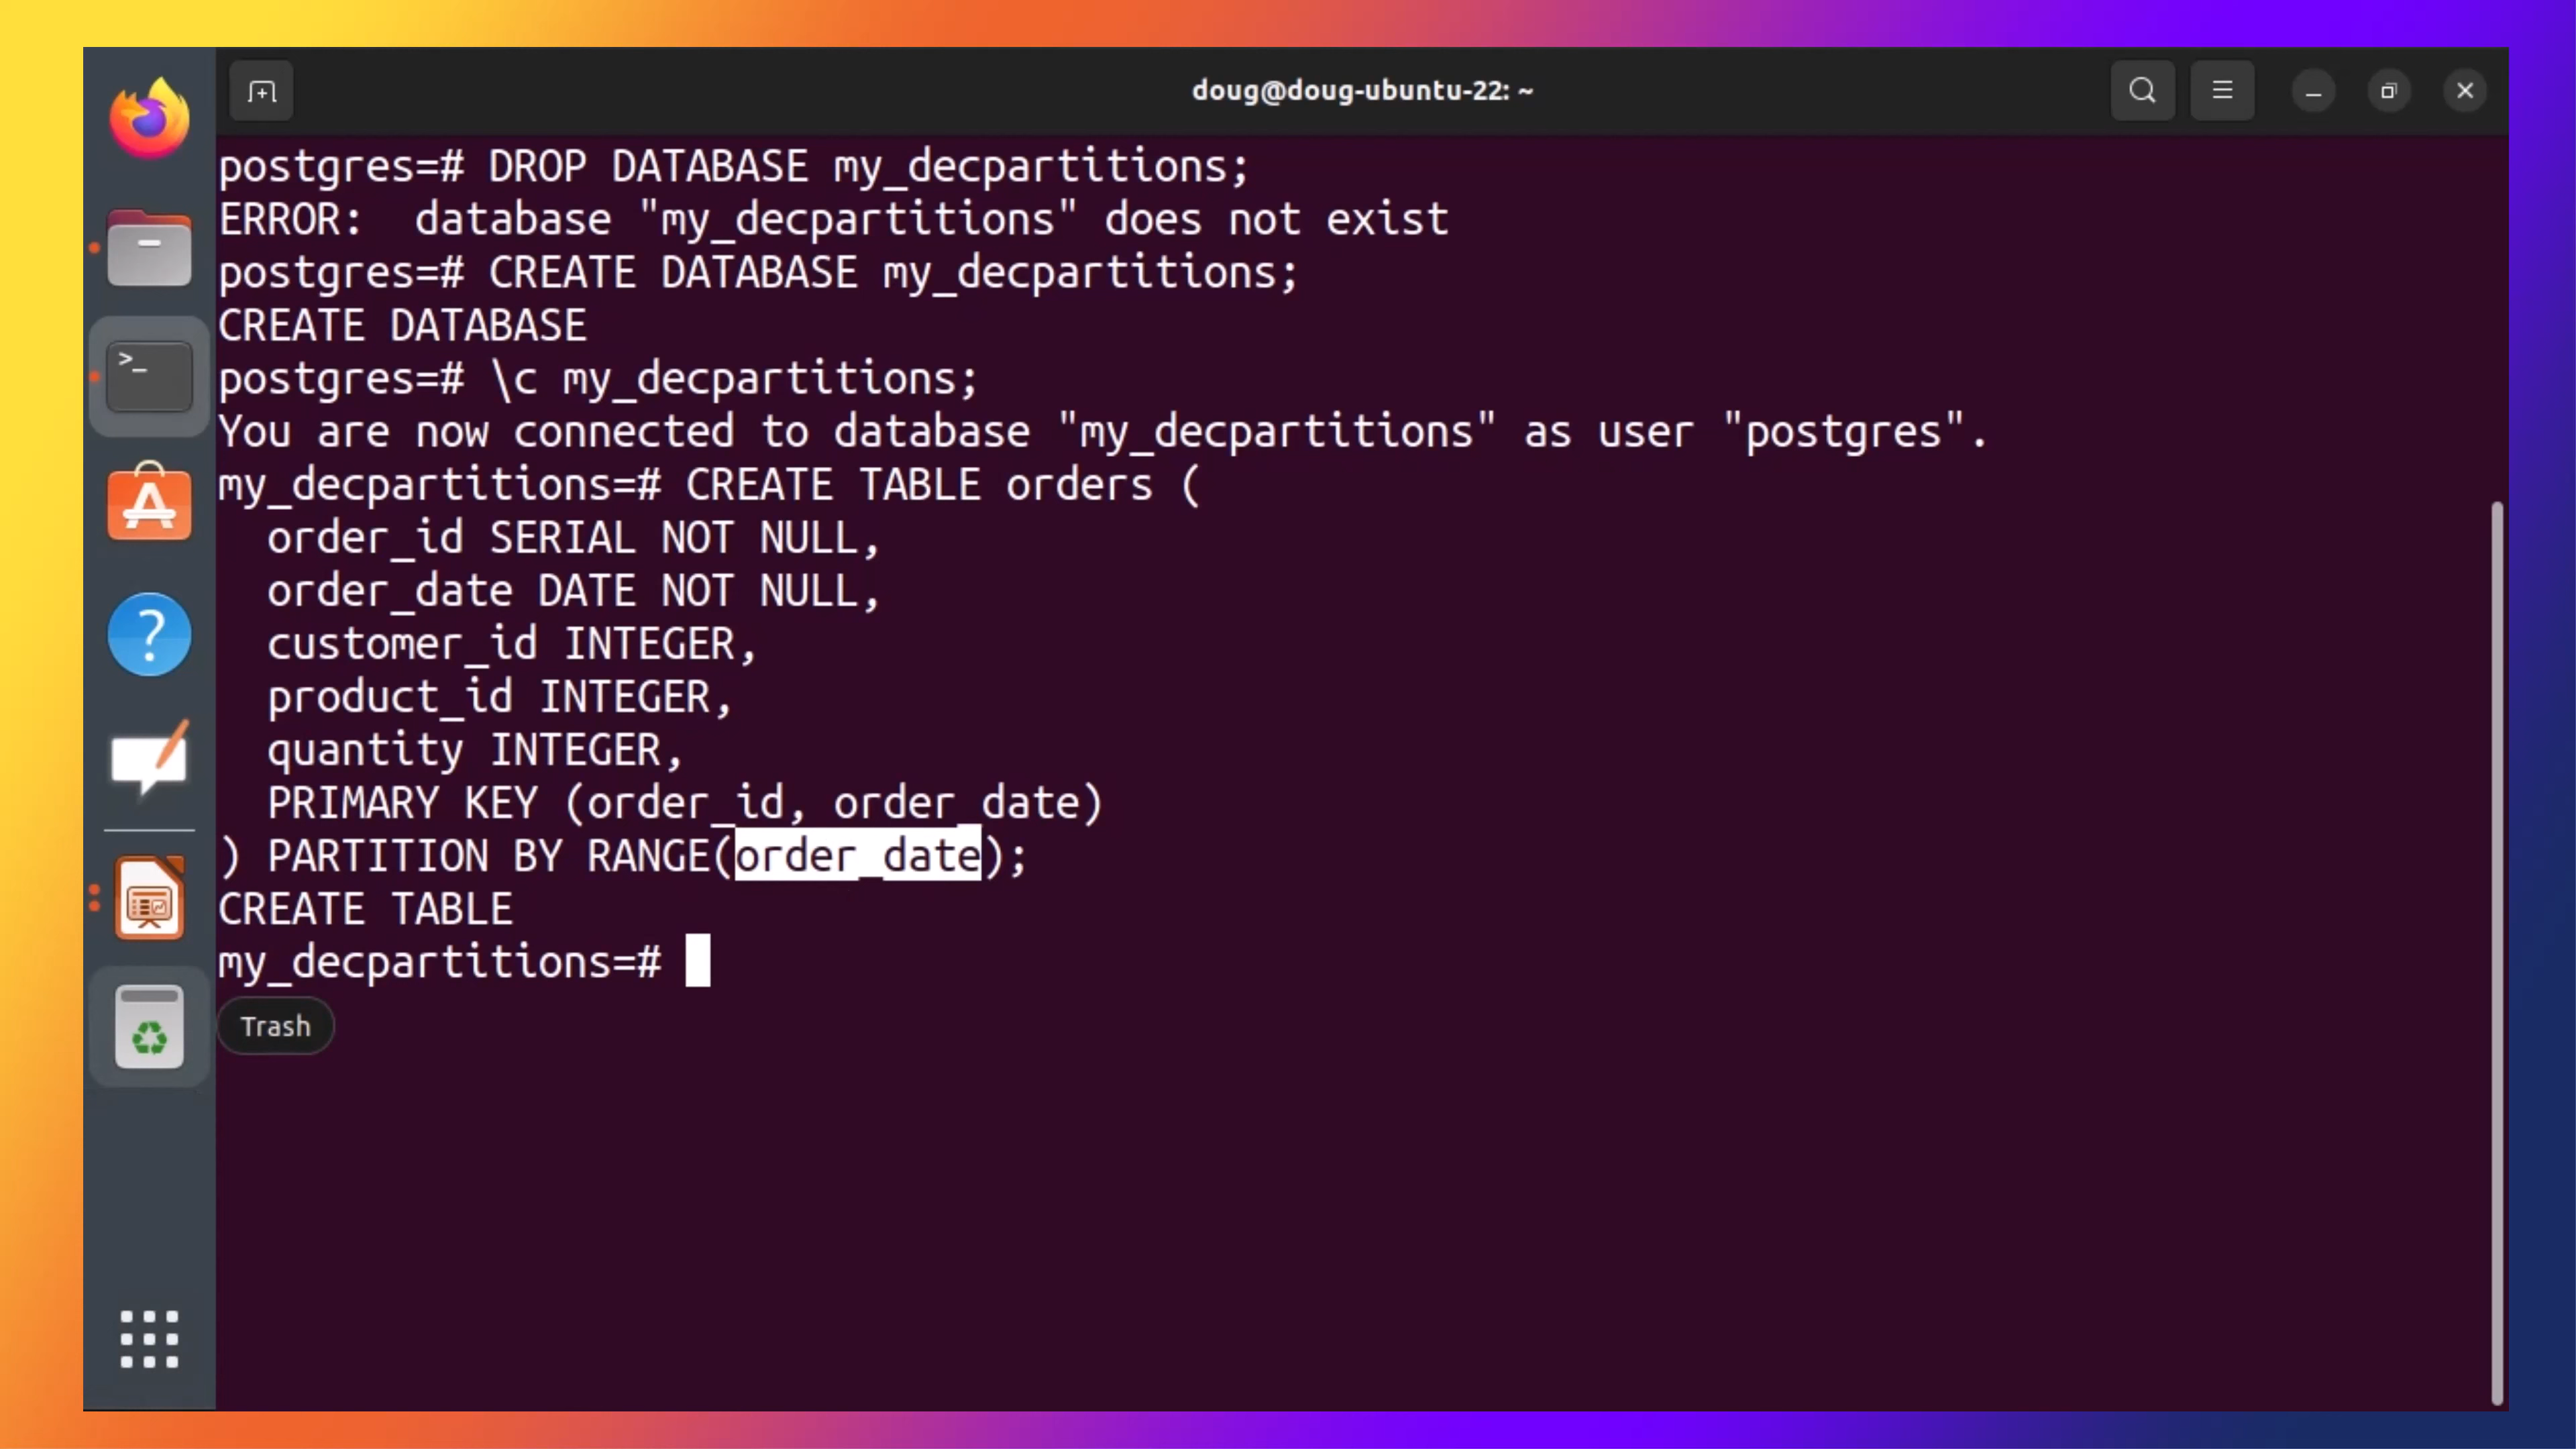 doug@doug-ubuntu-22: ~
postgres=# DROP DATABASE my_decpartitions;
ERROR:  database "my_decpartitions" does not exist
postgres=# CREATE DATABASE my_decpartitions;
CREATE DATABASE
postgres=# \c my_decpartitions;
You are now connected to database "my_decpartitions" as user "postgres".
my_decpartitions=# CREATE TABLE orders (
  order_id SERIAL NOT NULL,
  order_date DATE NOT NULL,
  customer_id INTEGER,
  product_id INTEGER,
  quantity INTEGER,
  PRIMARY KEY (order_id, order_date)
) PARTITION BY RANGE(order_date);
CREATE TABLE
my_decpartitions=#
Trash